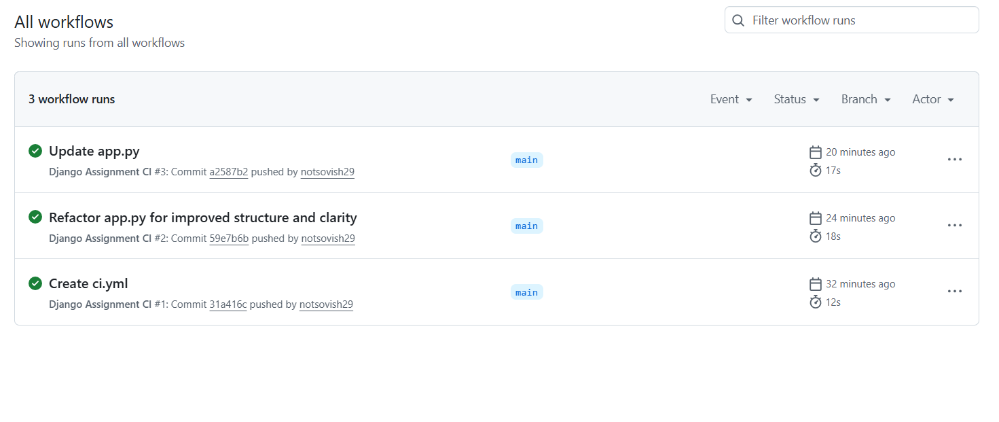 All workflows
Filter workflow runs
Showing runs from all workflows
3 workflow runs
Event Status Branch Actor
Update app.py
Django Assignment CI #3: Commit a2587b2 pushed by notsovish29
main
20 minutes ago
17s
Refactor app.py for improved structure and clarity
Django Assignment CI #2: Commit 59e7b6b pushed by notsovish29
main
24 minutes ago
18s
Create ci.yml
Django Assignment CI #1: Commit 31a416c pushed by notsovish29
main
32 minutes ago
12s